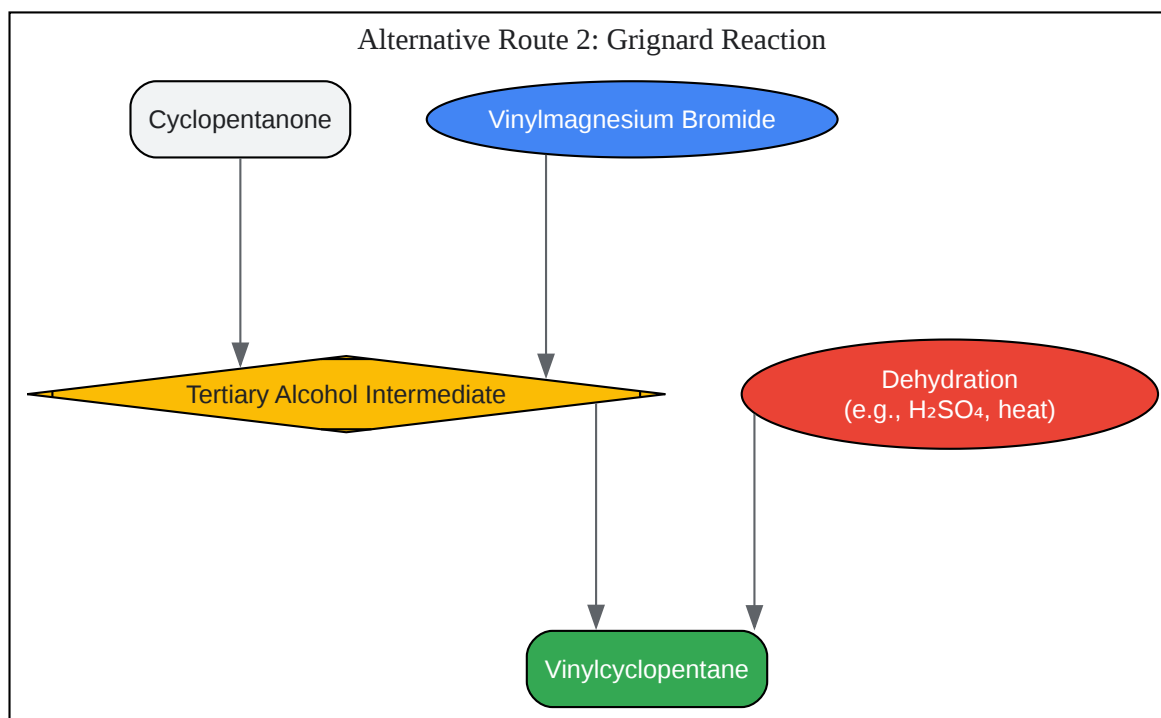 Alternative Route 2: Grignard Reaction
Cyclopentanone
Vinylmagnesium Bromide
Tertiary Alcohol Intermediate
Dehydration
(e.g., H₂SO₄, heat)
Vinylcyclopentane